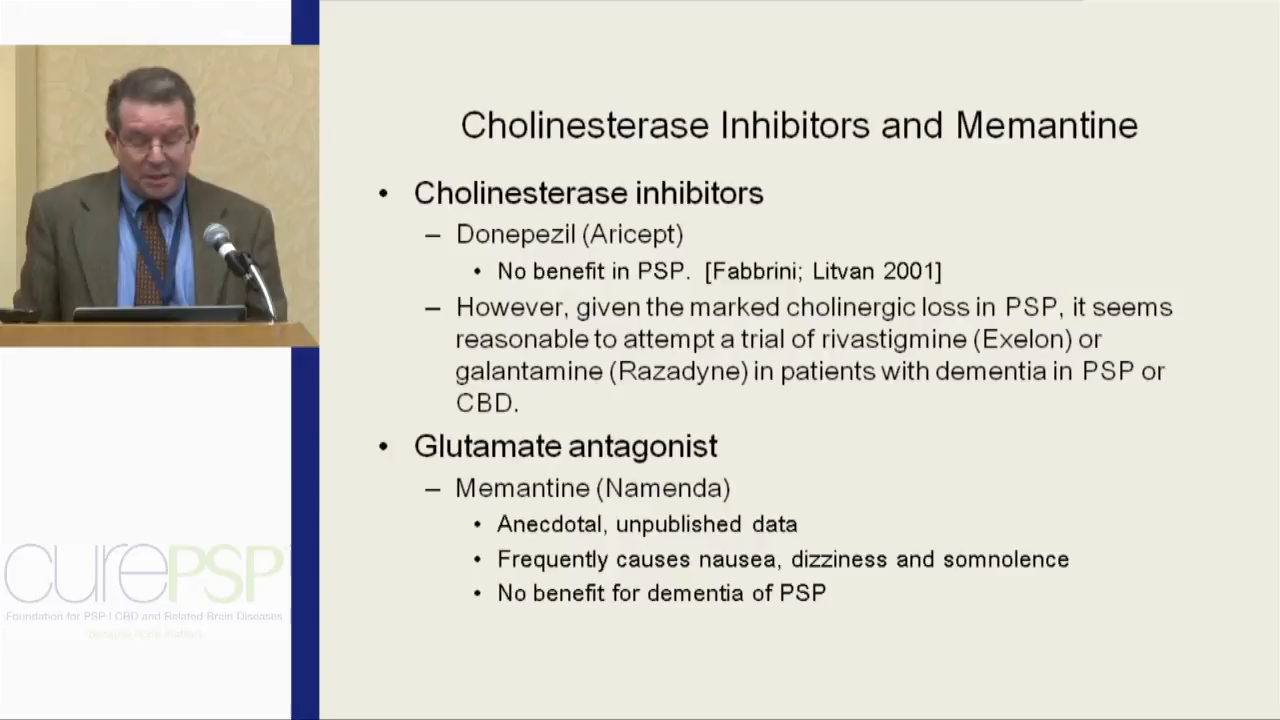 Cholinesterase Inhibitors and Memantine
• Cholinesterase inhibitors
– Donepezil (Aricept)
• No benefit in PSP. [Fabbrini; Litvan 2001]
– However, given the marked cholinergic loss in PSP, it seems
reasonable to attempt a trial of rivastigmine (Exelon) or
galantamine (Razadyne) in patients with dementia in PSP or
CBD.
• Glutamate antagonist
– Memantine (Namenda)
• Anecdotal, unpublished data
• Frequently causes nausea, dizziness and somnolence
• No benefit for dementia of PSP
curePSP
Foundation for PSP | CBD and Related Brain Diseases